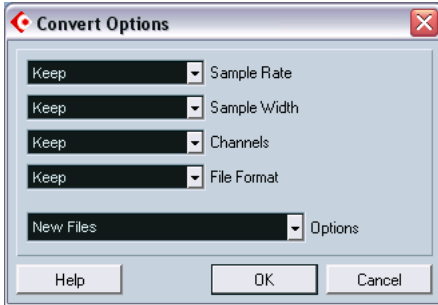 Convert Options
Keep Sample Rate
Keep Sample Width
Keep Channels
Keep File Format
New Files Options
Help OK Cancel